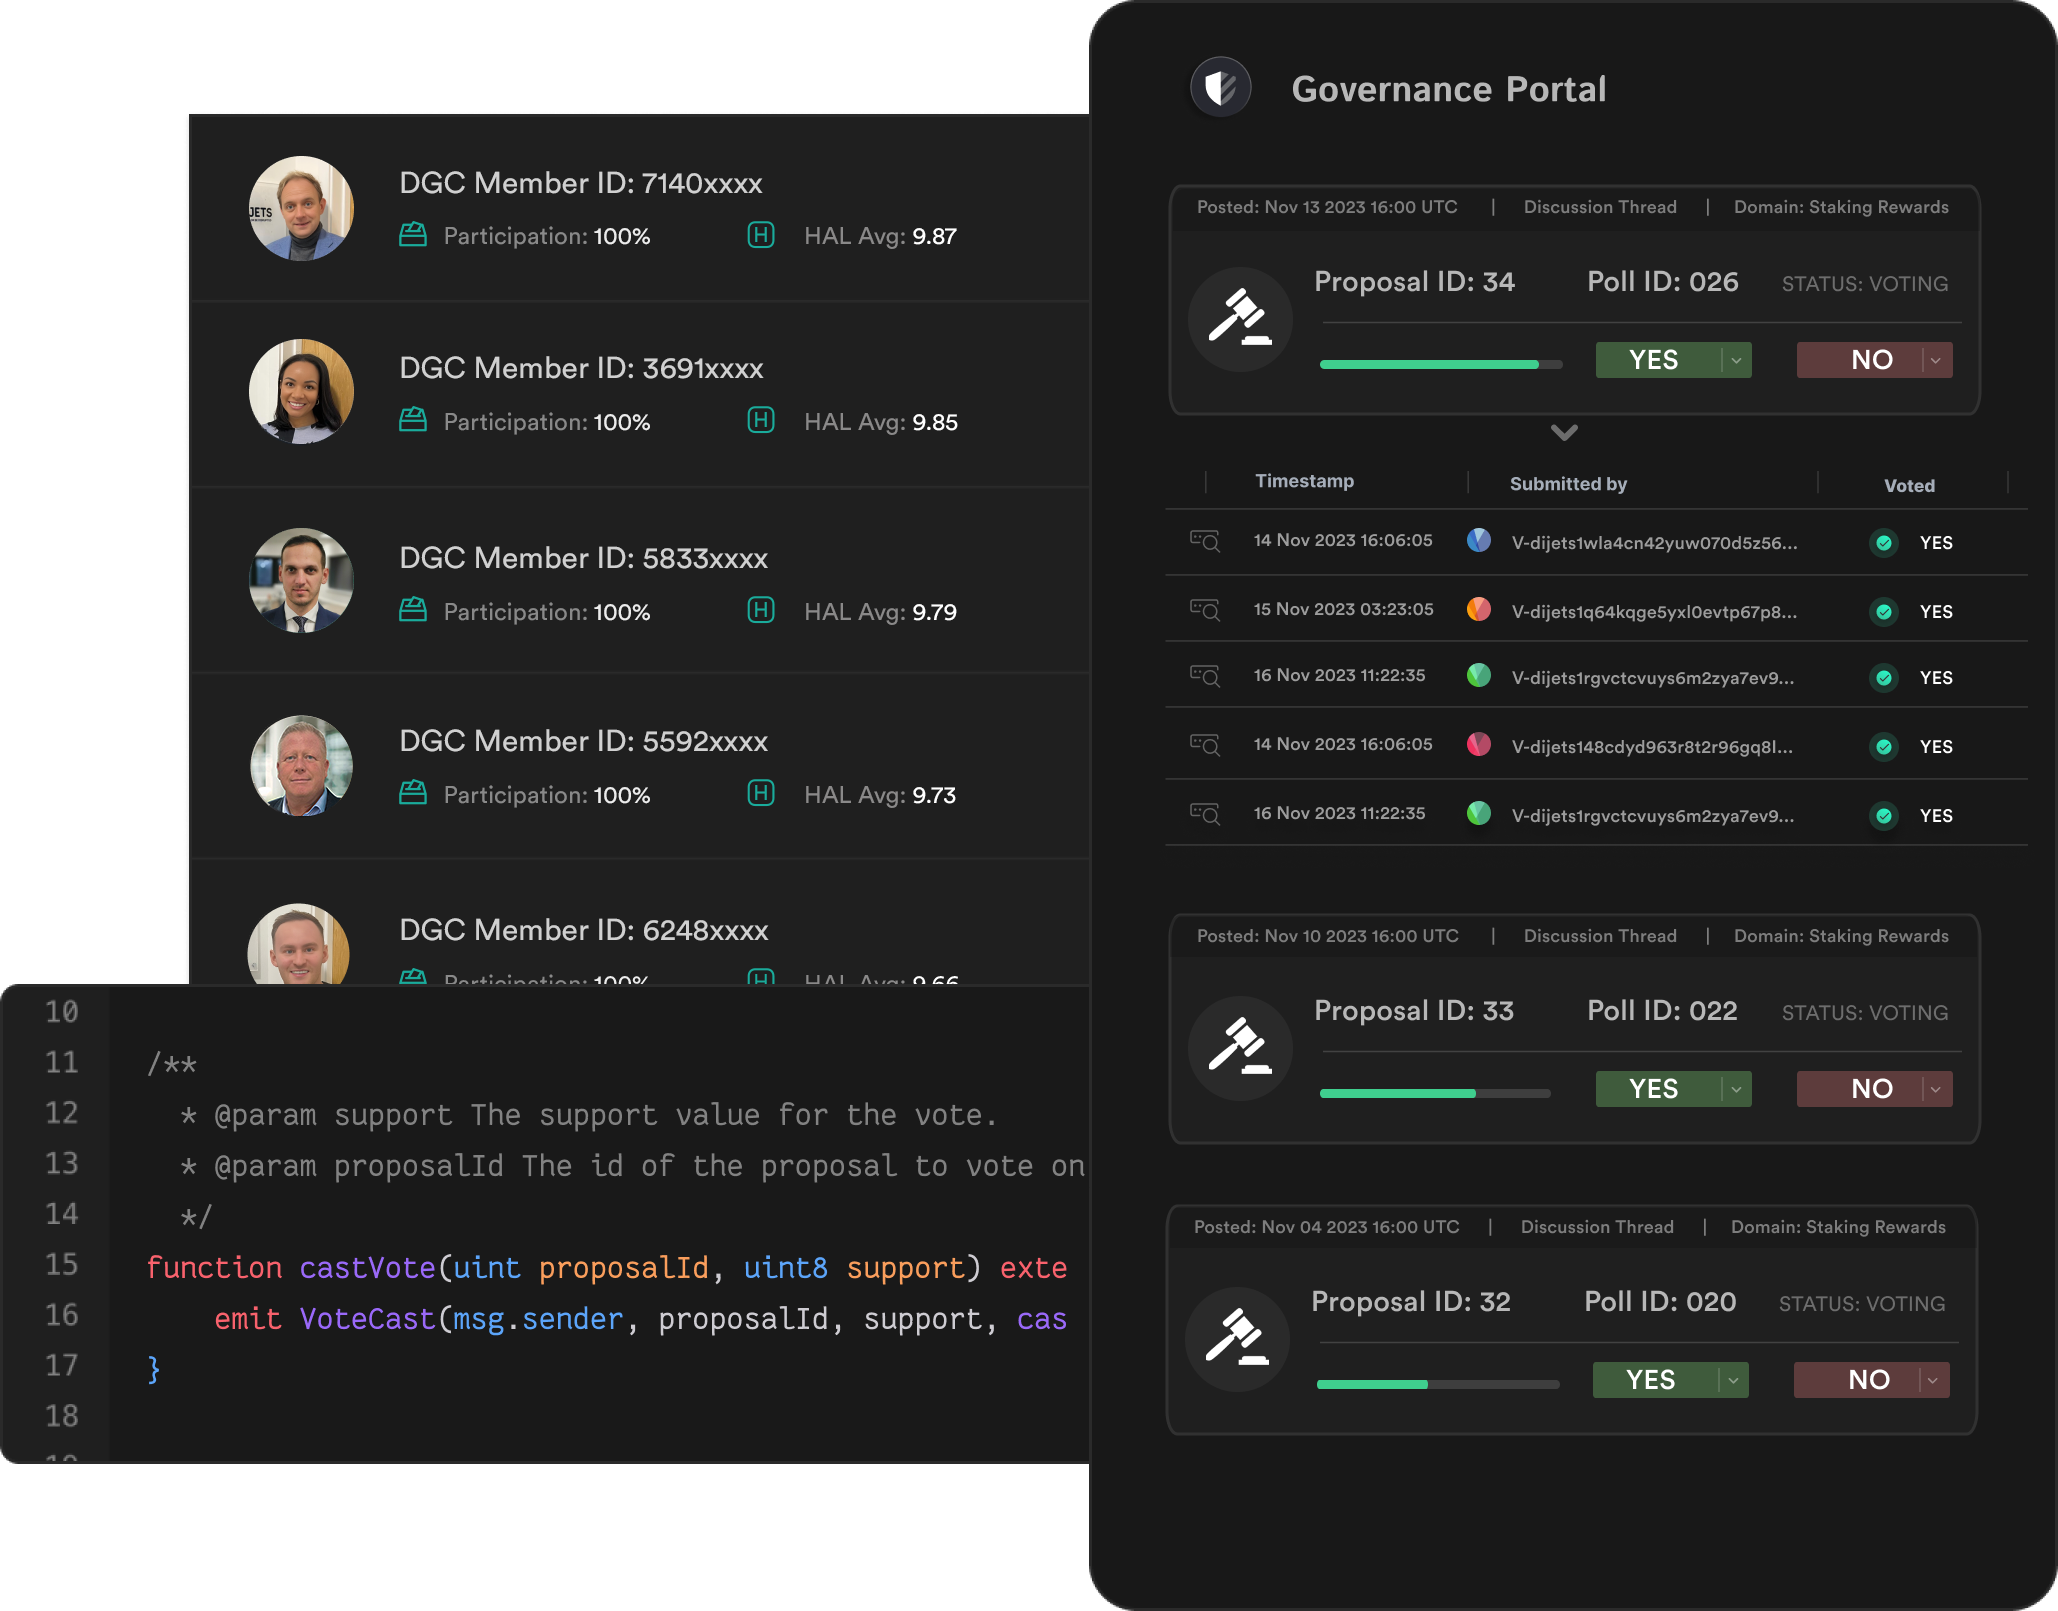 JETS
DGC Member ID: 7140xxxx
Participation: 100% HAL Avg: 9.87
DGC Member ID: 3691xxxx
Participation: 100% HAL Avg: 9.85
DGC Member ID: 5833xxxx
Participation: 100% HAL Avg: 9.79
DGC Member ID: 5592xxxx
Participation: 100% HAL Avg: 9.73
DGC Member ID: 6248xxxx
Participation: 100% HAL Avg: 9.66
10
11 /**
12 * @param support The support value for the vote.
13 * @param proposalId The id of the proposal to vote on
14 */
15 function castVote(uint proposalId, uint8 support) exte
16 emit VoteCast(msg.sender, proposalId, support, cas
17 }
18
19
Governance Portal
Posted: Nov 13 2023 16:00 UTC | Discussion Thread | Domain: Staking Rewards
Proposal ID: 34 Poll ID: 026 STATUS: VOTING
YES NO
Timestamp Submitted by Voted
14 Nov 2023 16:06:05 V-dijets1wla4cn42yuw070d5z56... YES
15 Nov 2023 03:23:05 V-dijets1q64kqge5yxl0evtp67p8... YES
16 Nov 2023 11:22:35 V-dijets1rgvctcvuys6m2zya7ev9... YES
14 Nov 2023 16:06:05 V-dijets148cdyd963r8t2r96gq8l... YES
16 Nov 2023 11:22:35 V-dijets1rgvctcvuys6m2zya7ev9... YES
Posted: Nov 10 2023 16:00 UTC | Discussion Thread | Domain: Staking Rewards
Proposal ID: 33 Poll ID: 022 STATUS: VOTING
YES NO
Posted: Nov 04 2023 16:00 UTC | Discussion Thread | Domain: Staking Rewards
Proposal ID: 32 Poll ID: 020 STATUS: VOTING
YES NO